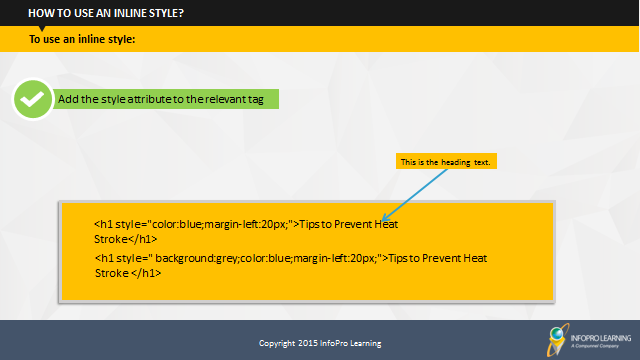 HOW TO USE AN INLINE STYLE?
To use an inline style:
Add the style attribute to the relevant tag
This is the heading text.
<h1 style="color:blue;margin-left:20px;">Tips to Prevent Heat
Stroke</h1>
<h1 style=" background:grey;color:blue;margin-left:20px;">Tips to Prevent Heat
Stroke </h1>
Copyright 2015 InfoPro Learning
INFOPRO LEARNING
A Compunnel Company